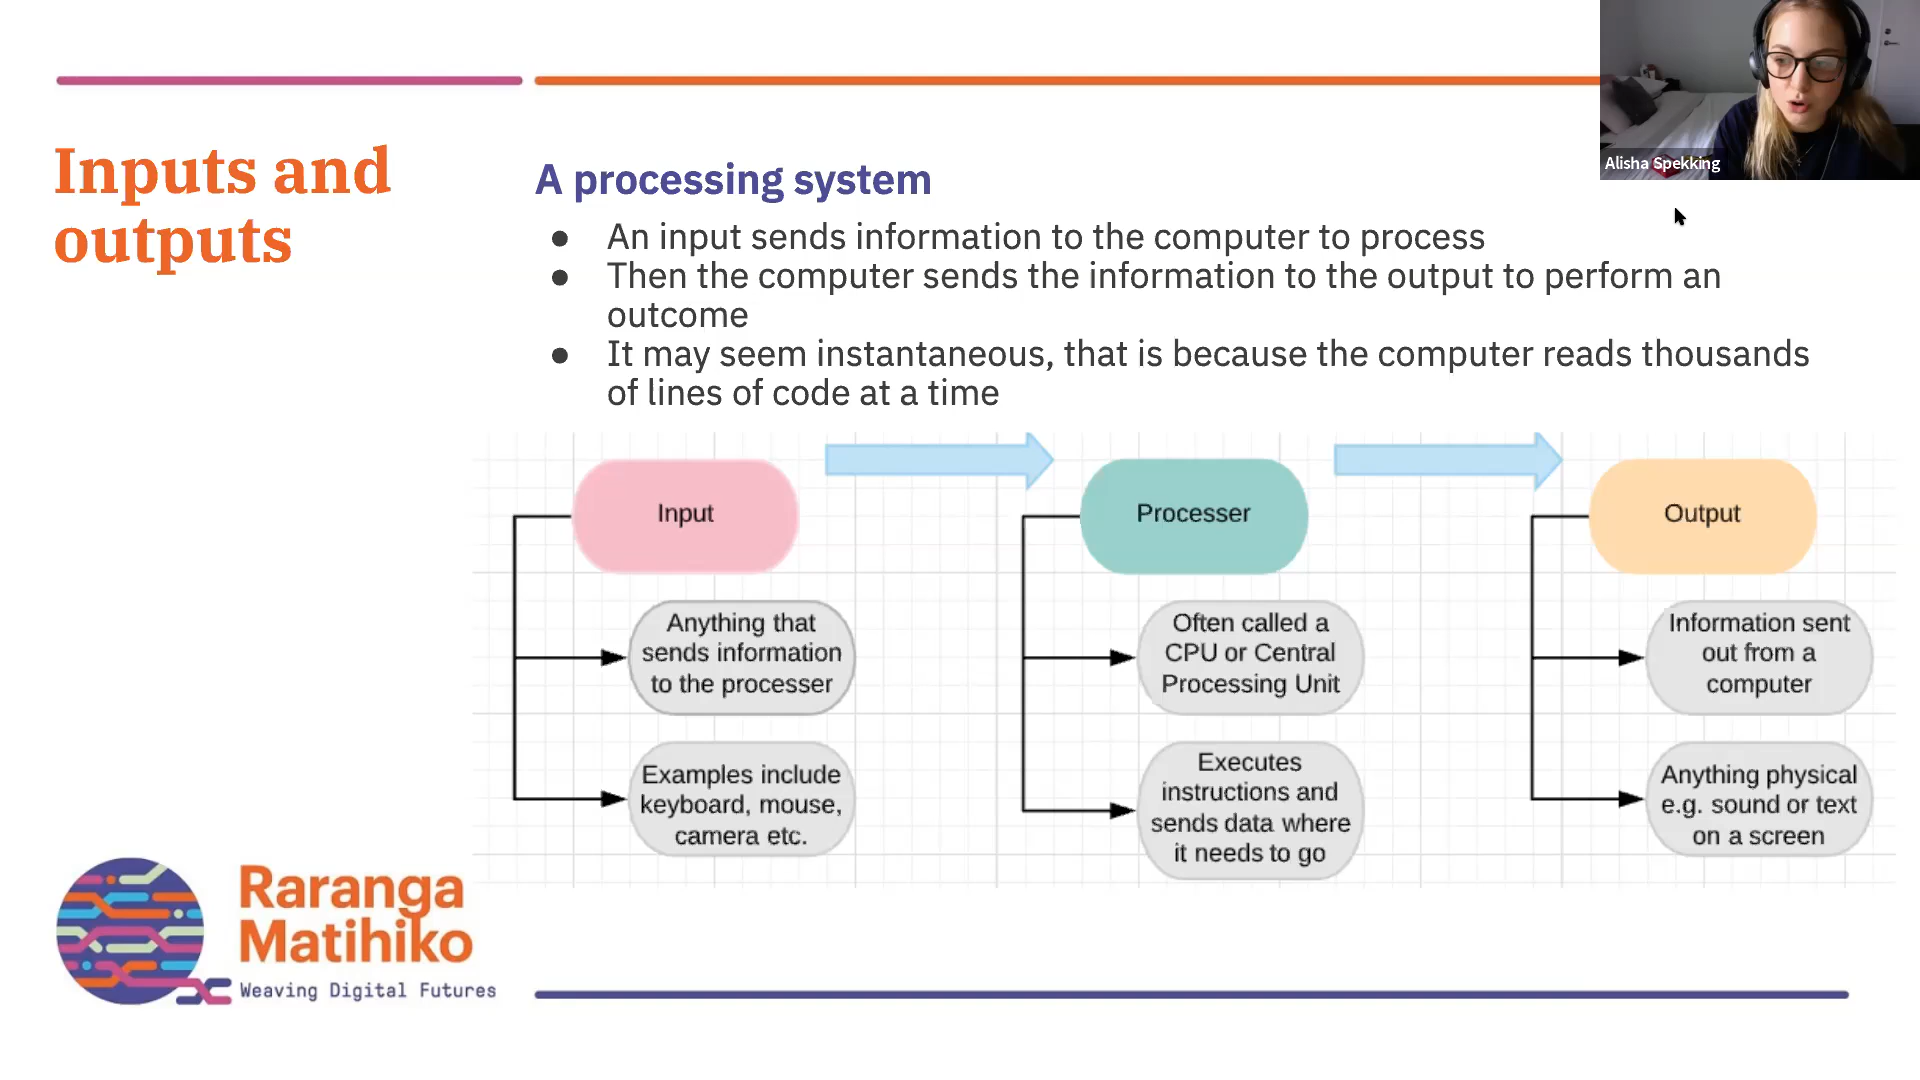 Alisha Spekking
Inputs and
outputs
A processing system
● An input sends information to the computer to process
● Then the computer sends the information to the output to perform an
outcome
● It may seem instantaneous, that is because the computer reads thousands
of lines of code at a time
Input
Anything that
sends information
to the processer
Examples include
keyboard, mouse,
camera etc.
Processer
Often called a
CPU or Central
Processing Unit
Executes
instructions and
sends data where
it needs to go
Output
Information sent
out from a
computer
Anything physical
e.g. sound or text
on a screen
Raranga
Matihiko
Weaving Digital Futures